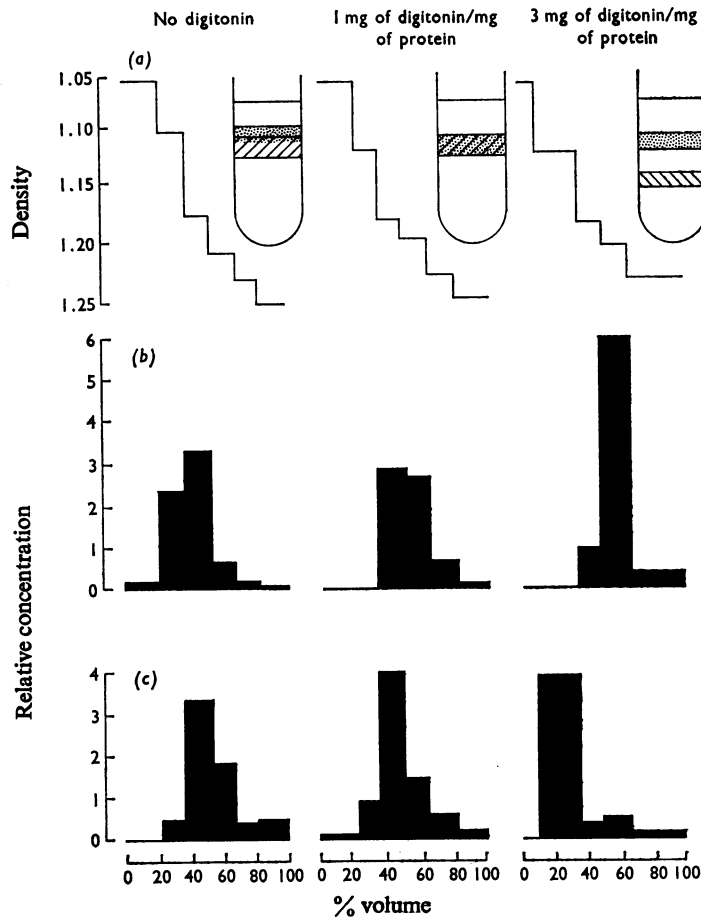 No digitonin
1 mg of digitonin/mg
of protein
3 mg of digitonin/mg
of protein
(a)
Density
1.05
1.10
1.15
1.20
1.25
(b)
Relative concentration
6
5
4
3
2
1
0
(c)
4
3
2
1
0
0 20 40 60 80 100
0 20 40 60 80 100
0 20 40 60 80 100
% volume